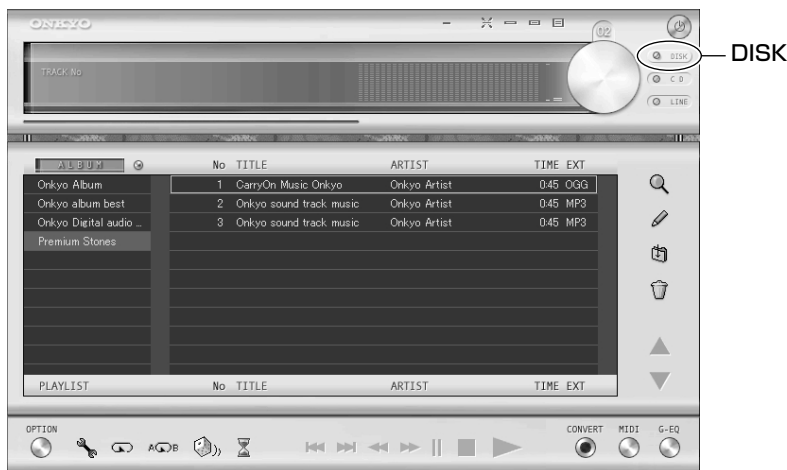 ONKYO
02
DISK
DISK
TRACK No
C D
LINE
ALBUM No TITLE ARTIST TIME EXT
Onkyo Album 1 CarryOn Music Onkyo Onkyo Artist 0:45 OGG
Onkyo album best 2 Onkyo sound track music Onkyo Artist 0:45 MP3
Onkyo Digital audio ... 3 Onkyo sound track music Onkyo Artist 0:45 MP3
Premium Stones
PLAYLIST No TITLE ARTIST TIME EXT
OPTION CONVERT MIDI G-EQ
A B